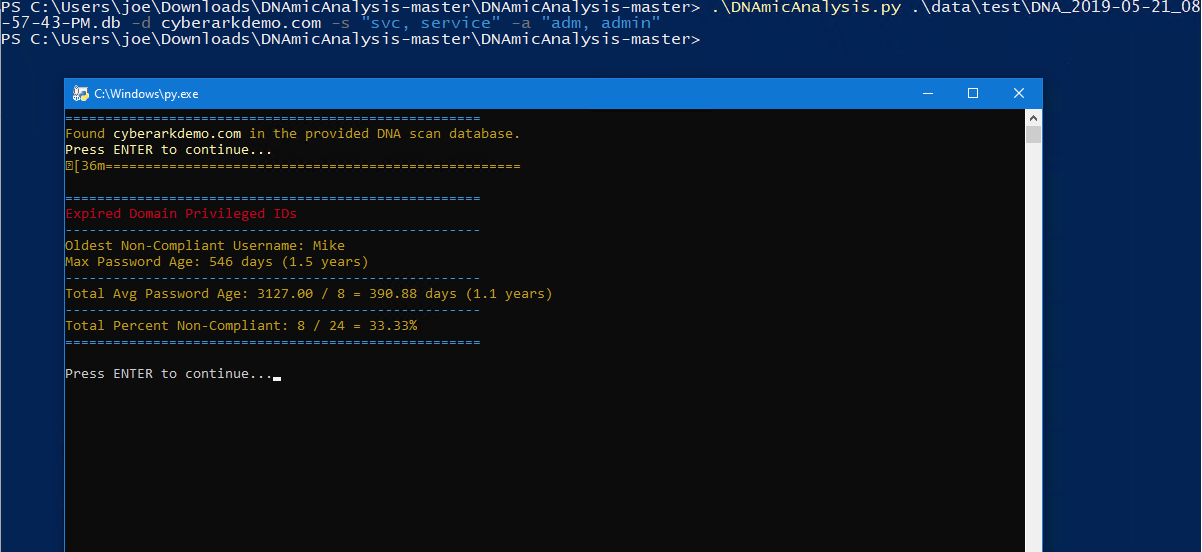 PS C:\Users\joe\Downloads\DNAmicAnalysis-master\DNAmicAnalysis-master> .\DNAmicAnalysis.py .\data\test\DNA_2019-05-21_08
-57-43-PM.db -d cyberarkdemo.com -s "svc, service" -a "adm, admin"
PS C:\Users\joe\Downloads\DNAmicAnalysis-master\DNAmicAnalysis-master>
C:\Windows\py.exe
====================================================
Found cyberarkdemo.com in the provided DNA scan database.
Press ENTER to continue...
[36m====================================================
====================================================
Expired Domain Privileged IDs
----------------------------------------------------
Oldest Non-Compliant Username: Mike
Max Password Age: 546 days (1.5 years)
----------------------------------------------------
Total Avg Password Age: 3127.00 / 8 = 390.88 days (1.1 years)
----------------------------------------------------
Total Percent Non-Compliant: 8 / 24 = 33.33%
====================================================
Press ENTER to continue...